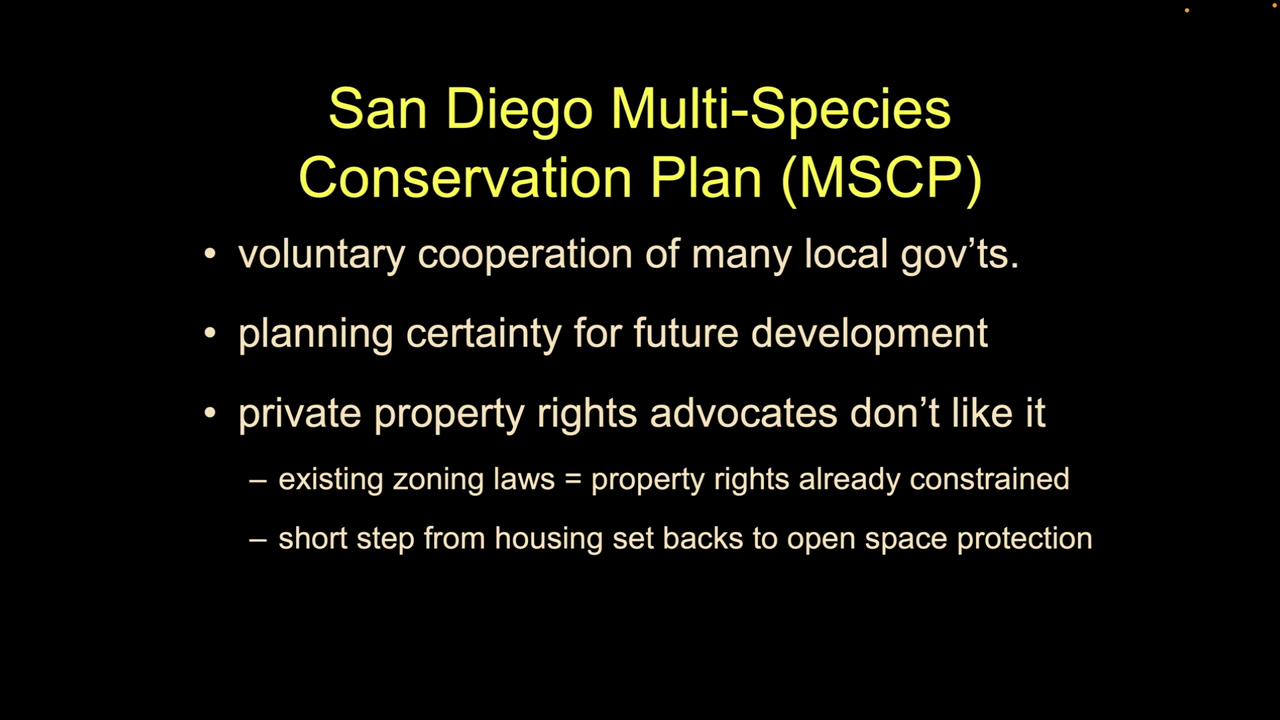 San Diego Multi-Species
Conservation Plan (MSCP)
• voluntary cooperation of many local gov’ts.
• planning certainty for future development
• private property rights advocates don’t like it
– existing zoning laws = property rights already constrained
– short step from housing set backs to open space protection